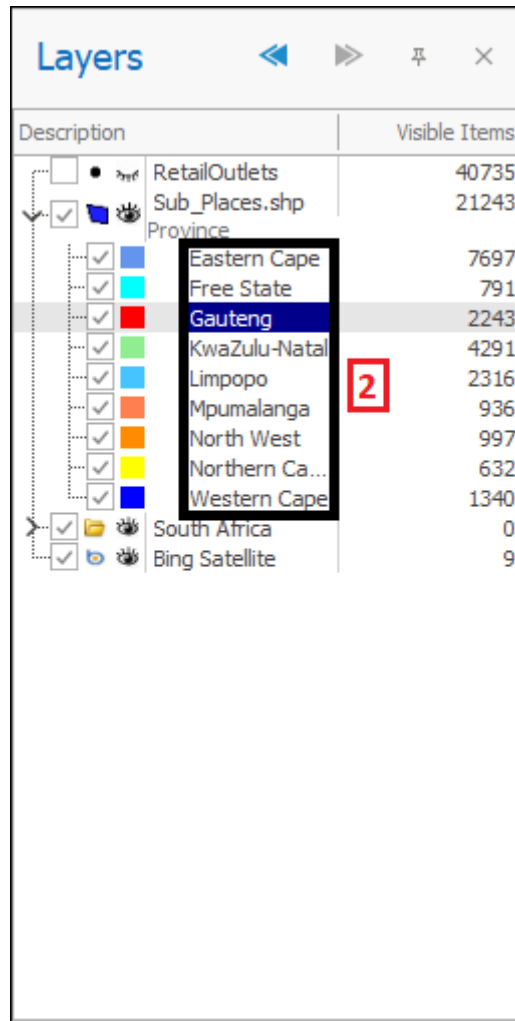 Layers
Description Visible Items
RetailOutlets 40735
Sub_Places.shp 21243
Province
Eastern Cape 7697
Free State 791
Gauteng 2243
KwaZulu-Natal 4291
Limpopo 2316
2
Mpumalanga 936
North West 997
Northern Ca... 632
Western Cape 1340
South Africa 0
Bing Satellite 9